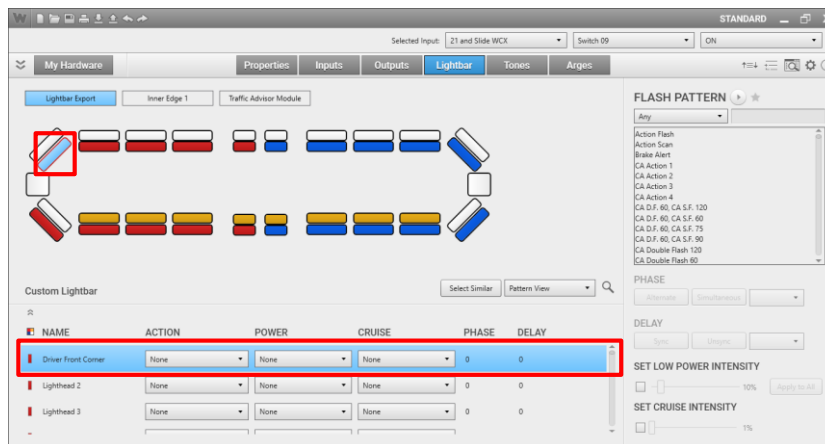 W STANDARD
Selected Input: 21 and Slide WCX Switch 09 ON
My Hardware Properties Inputs Outputs Lightbar Tones Arges
Lightbar Export Inner Edge 1 Traffic Advisor Module
FLASH PATTERN
Any
Action Flash
Action Scan
Brake Alert
CA Action 1
CA Action 2
CA Action 3
CA Action 4
CA D.F. 60, CA S.F. 120
CA D.F. 60, CA S.F. 60
CA D.F. 60, CA S.F. 75
CA D.F. 60, CA S.F. 90
CA Double Flash 120
CA Double Flash 60
Custom Lightbar Select Similar Pattern View
NAME ACTION POWER CRUISE PHASE DELAY
Driver Front Corner None None None 0 0
Lighthead 2 None None None 0 0
Lighthead 3 None None None 0 0
PHASE
Alternate Simultaneous
DELAY
Sync Unsync
SET LOW POWER INTENSITY
10% Apply to All
SET CRUISE INTENSITY
1%